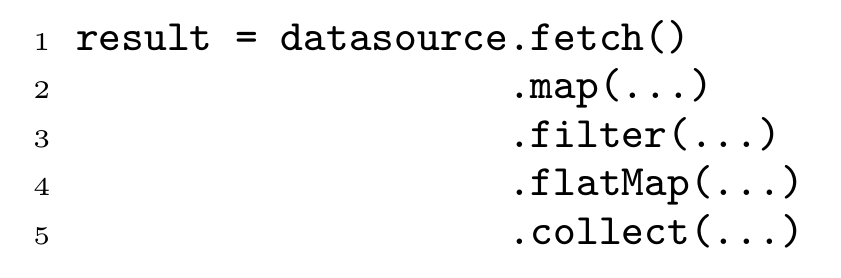 1 result = datasource.fetch()
2 .map(...)
3 .filter(...)
4 .flatMap(...)
5 .collect(...)